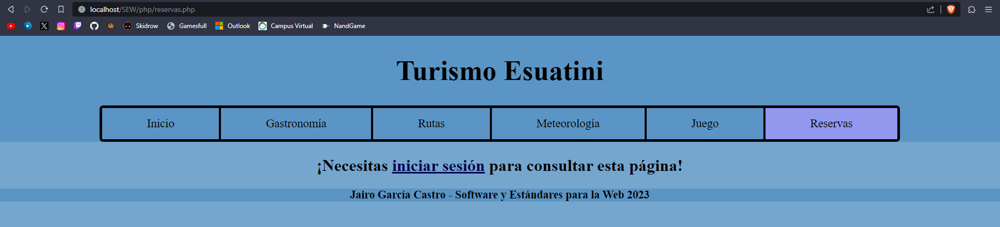 localhost/SEW/php/reservas.php
Skidrow Gamesfull Outlook Campus Virtual NandGame
Turismo Esuatini
Inicio Gastronomía Rutas Meteorología Juego Reservas
¡Necesitas iniciar sesión para consultar esta página!
Jairo García Castro - Software y Estándares para la Web 2023